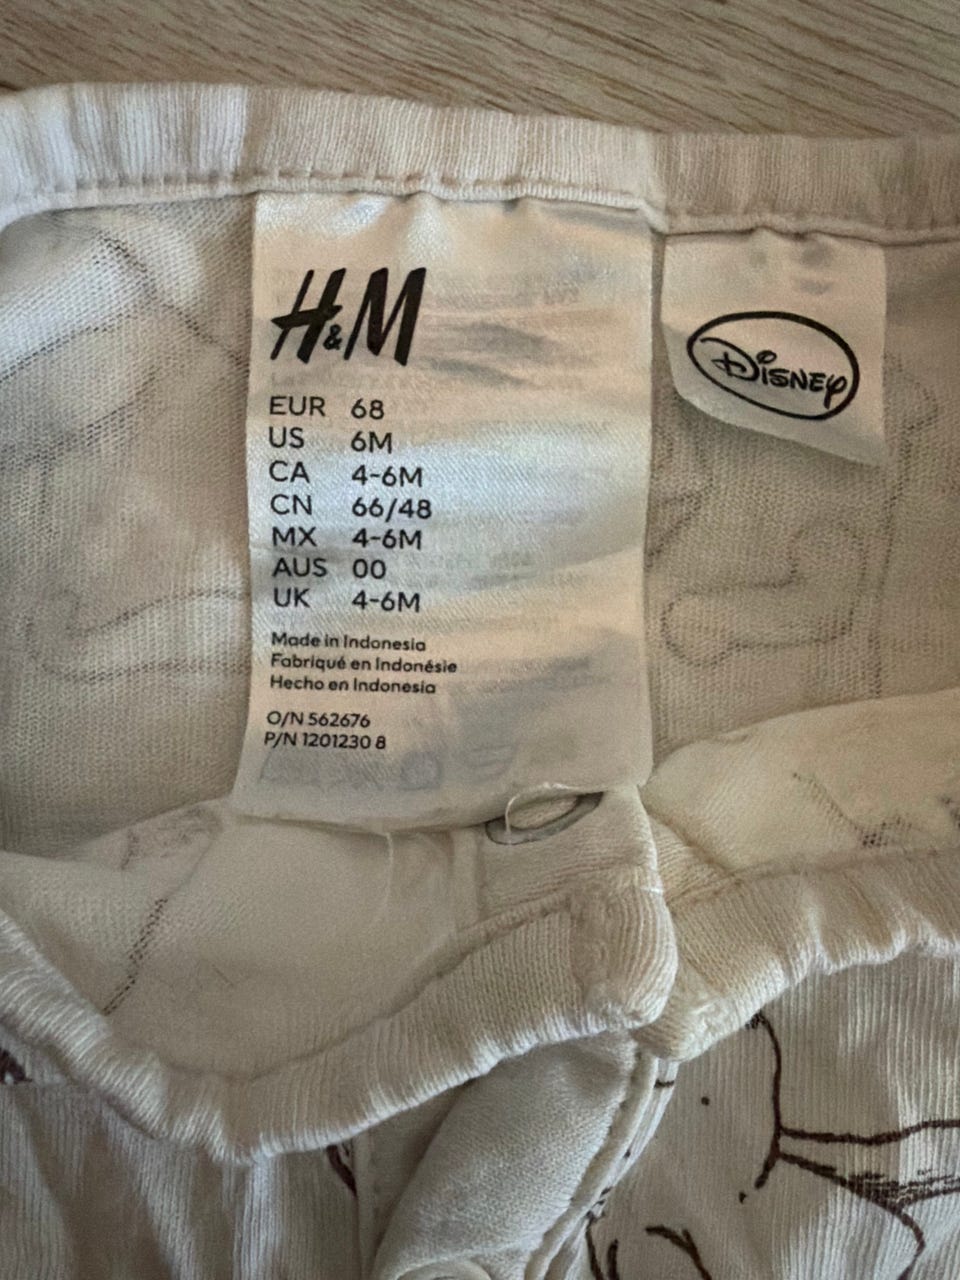 H&M
EUR 68
US 6M
CA 4-6M
CN 66/48
MX 4-6M
AUS 00
UK 4-6M
Made in Indonesia
Fabriqué en Indonésie
Hecho en Indonesia
O/N 562676
P/N 1201230 8
Disney